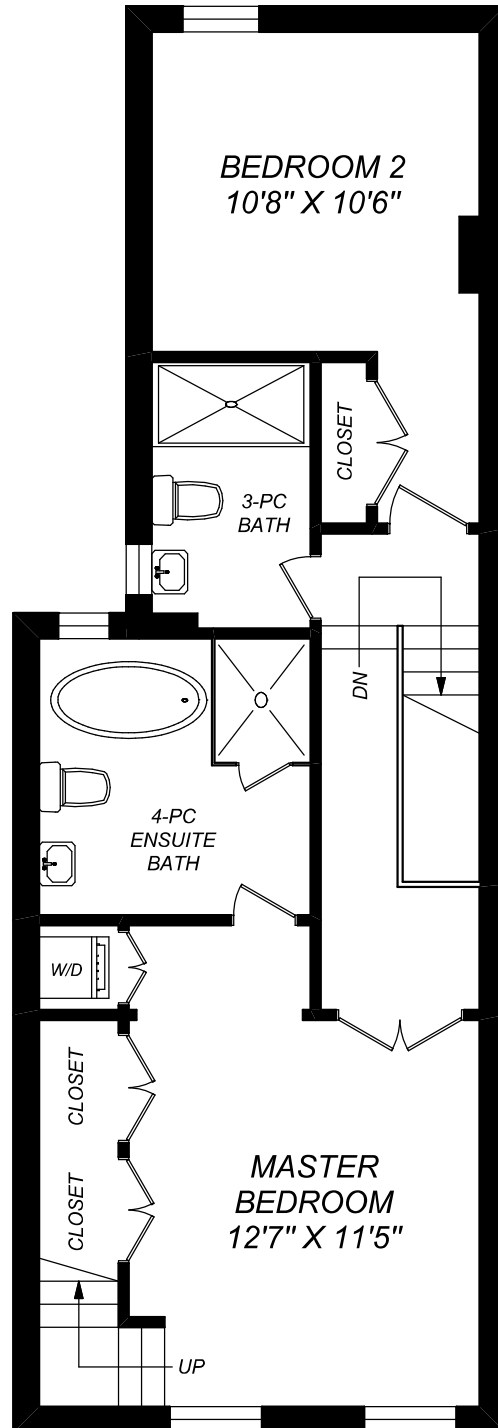 BEDROOM 2
10'8" X 10'6"
CLOSET
3-PC
BATH
DN
4-PC
ENSUITE
BATH
W/D
CLOSET
CLOSET
MASTER
BEDROOM
12'7" X 11'5"
UP